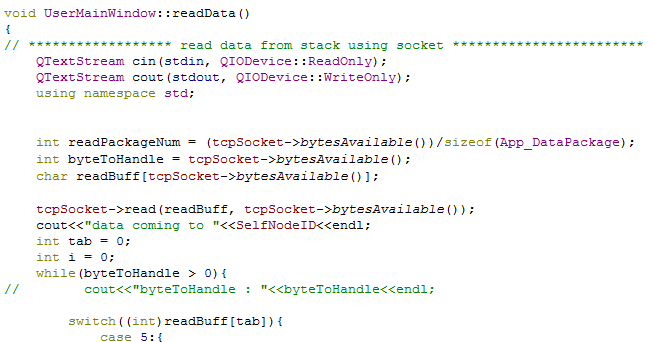 void UserMainWindow::readData()
{
// ****************** read data from stack using socket ************************
    QTextStream cin(stdin, QIODevice::ReadOnly);
    QTextStream cout(stdout, QIODevice::WriteOnly);
    using namespace std;
    int readPackageNum = (tcpSocket->bytesAvailable())/sizeof(App_DataPackage);
    int byteToHandle = tcpSocket->bytesAvailable();
    char readBuff[tcpSocket->bytesAvailable()];
    tcpSocket->read(readBuff, tcpSocket->bytesAvailable());
    cout<<"data coming to "<<SelfNodeID<<endl;
    int tab = 0;
    int i = 0;
    while(byteToHandle > 0){
//        cout<<"byteToHandle : "<<byteToHandle<<endl;
        switch((int)readBuff[tab]){
            case 5:{